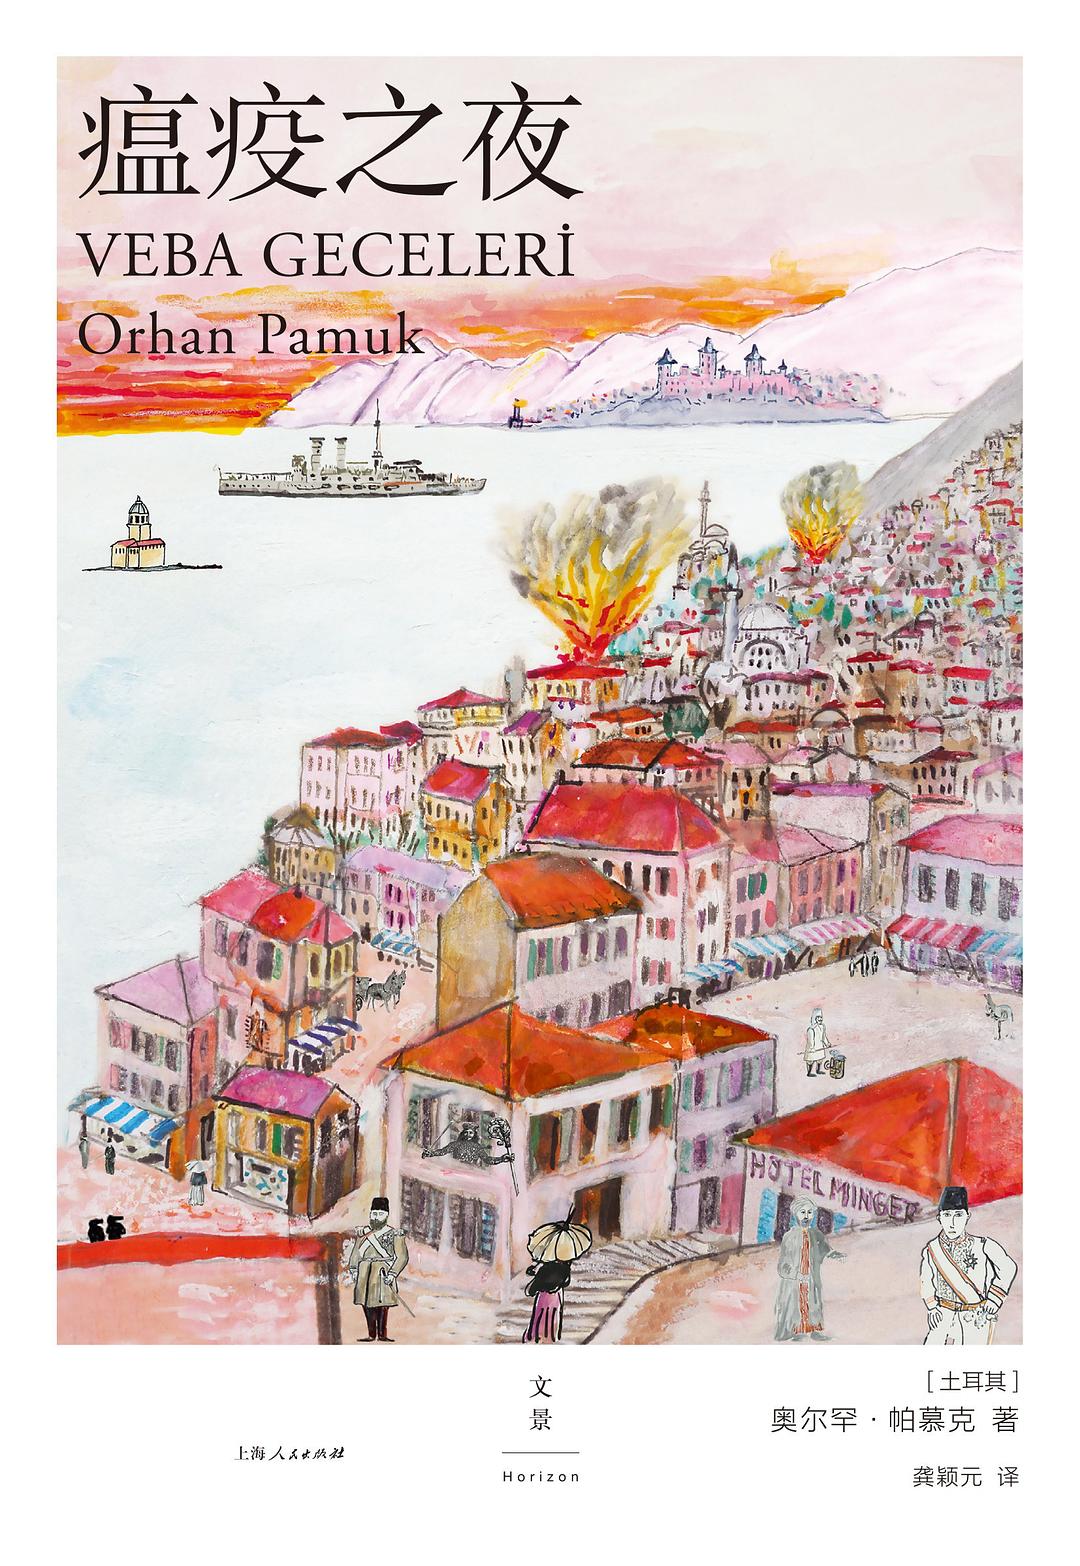 瘟疫之夜
VEBA GECELERİ
Orhan Pamuk
HOTEL MINGER
[土耳其]
奥尔罕·帕慕克 著
龚颖元 译
文
景
Horizon
上海人民出版社